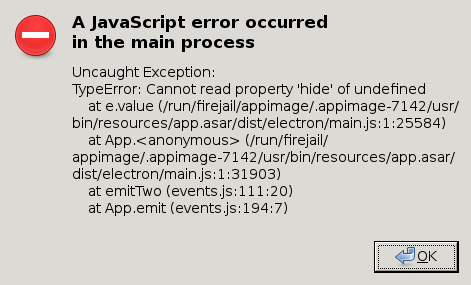 A JavaScript error occurred
in the main process
Uncaught Exception:
TypeError: Cannot read property 'hide' of undefined
at e.value (/run/firejail/appimage/.appimage-7142/usr/
bin/resources/app.asar/dist/electron/main.js:1:25584)
at App.<anonymous> (/run/firejail/
appimage/.appimage-7142/usr/bin/resources/app.asar/
dist/electron/main.js:1:31903)
at emitTwo (events.js:111:20)
at App.emit (events.js:194:7)
OK